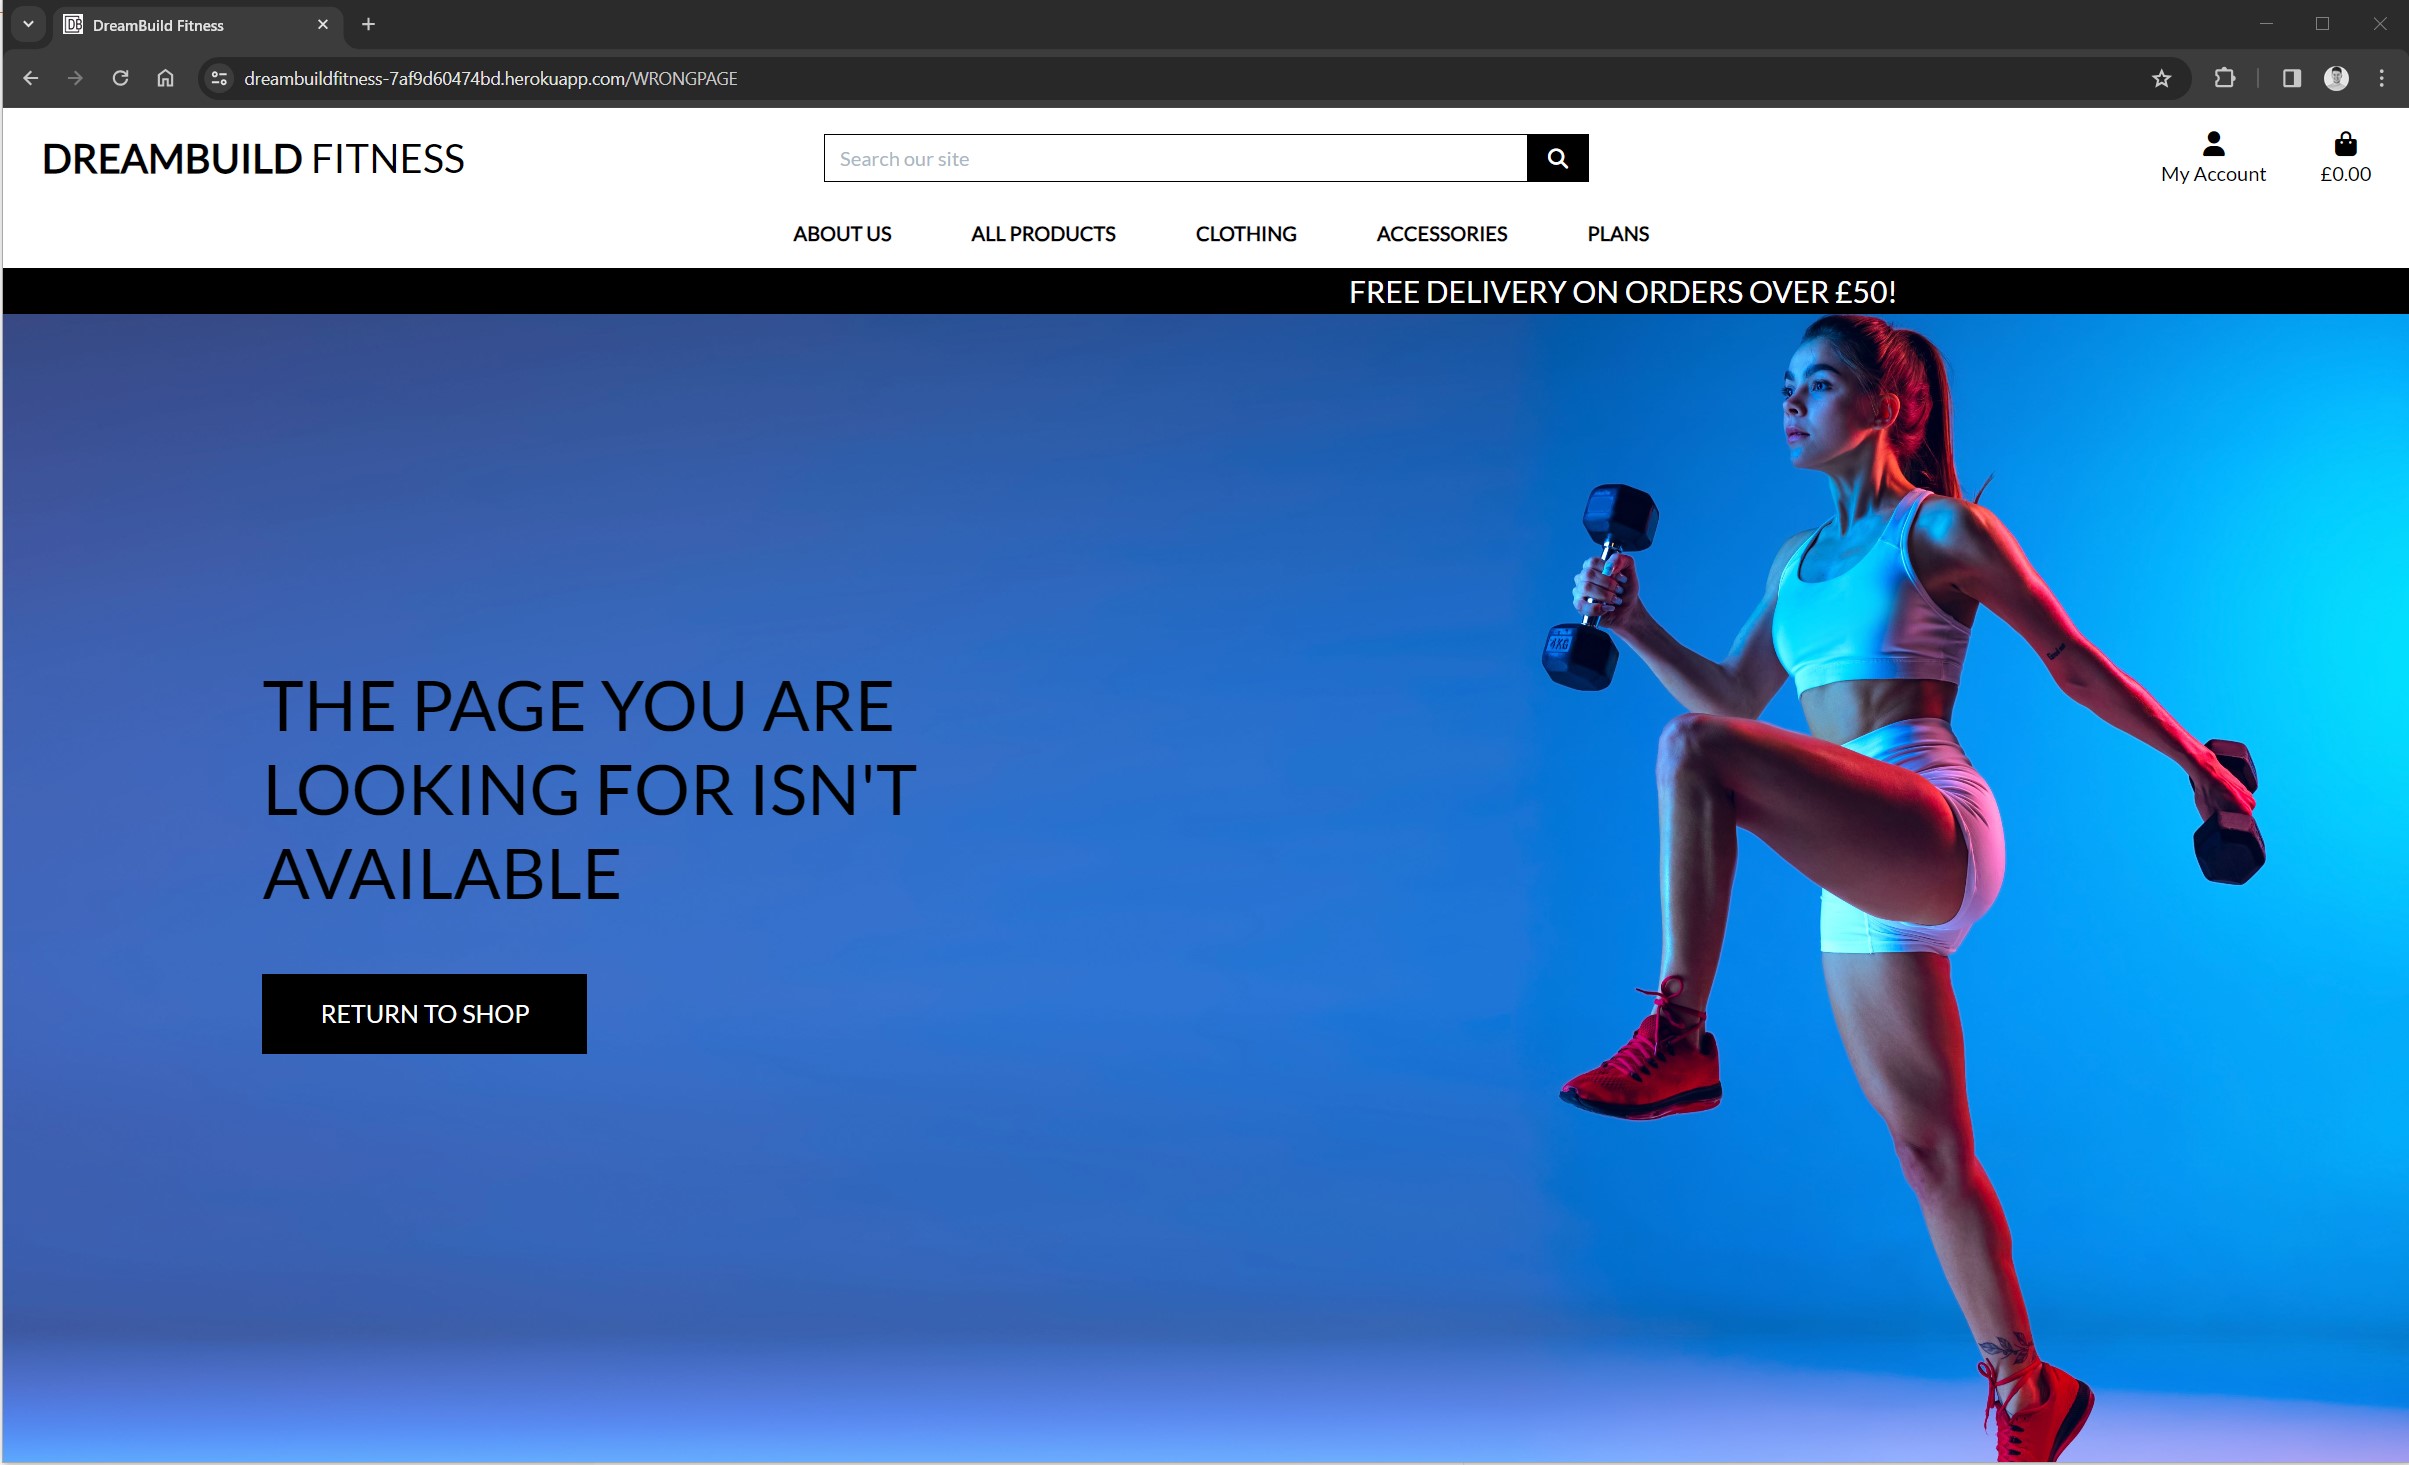 DB DreamBuild Fitness
dreambuildfitness-7af9d60474bd.herokuapp.com/WRONGPAGE
DREAMBUILD FITNESS
Search our site
My Account
£0.00
ABOUT US
ALL PRODUCTS
CLOTHING
ACCESSORIES
PLANS
FREE DELIVERY ON ORDERS OVER £50!
4KG
THE PAGE YOU ARE
LOOKING FOR ISN'T
AVAILABLE
RETURN TO SHOP